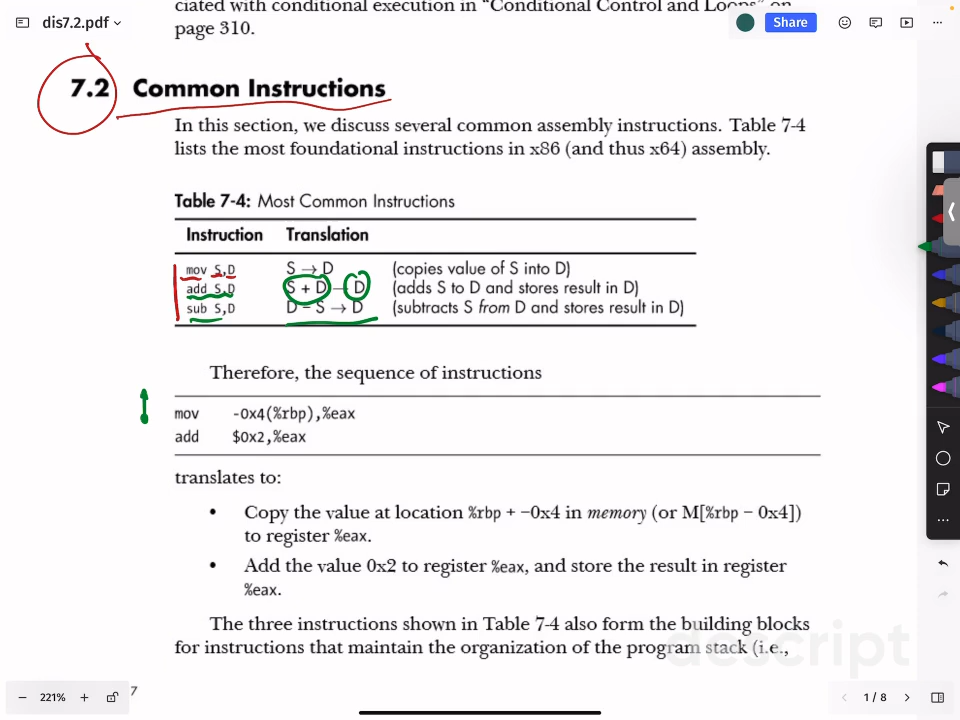 ciated with conditional execution in "Conditional Control and Loops" on
dis7.2.pdf
Share
page 310.
7.2 Common Instructions
In this section, we discuss several common assembly instructions. Table 7-4
lists the most foundational instructions in x86 (and thus x64) assembly.
Table 7-4: Most Common Instructions
Instruction Translation
mov S,D S → D (copies value of S into D)
add S,D S + D → D (adds S to D and stores result in D)
sub S,D D − S → D (subtracts S from D and stores result in D)
Therefore, the sequence of instructions
mov -0x4(%rbp),%eax
add $0x2,%eax
translates to:
• Copy the value at location %rbp + −0x4 in memory (or M[%rbp − 0x4])
to register %eax.
• Add the value 0x2 to register %eax, and store the result in register
%eax.
The three instructions shown in Table 7-4 also form the building blocks
for instructions that maintain the organization of the program stack (i.e.,
descript
221% 7 1 / 8